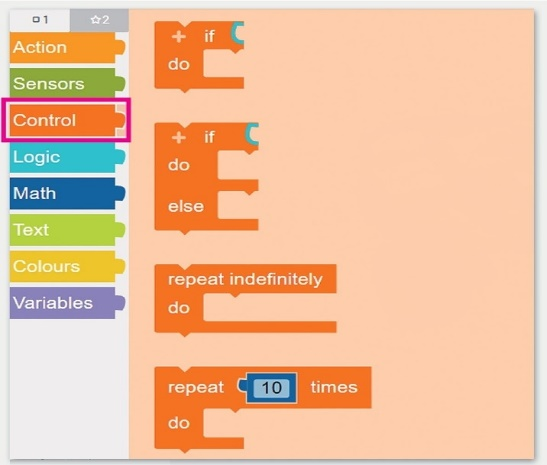 1 ☆2
Action
Sensors
Control
Logic
Math
Text
Colours
Variables
+ if
do
+ if
do
else
repeat indefinitely
do
repeat 10 times
do